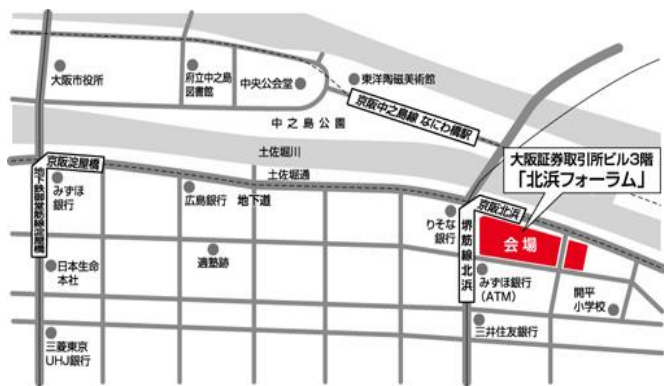 大阪市役所
府立中之島
図書館
中央公会堂
東洋陶磁美術館
京阪中之島線 なにわ橋駅
中之島公園
大阪証券取引所ビル3階
「北浜フォーラム」
土佐堀川
土佐堀通
京阪淀屋橋
地下鉄御堂筋線淀屋橋
みずほ
銀行
広島銀行
地下道
りそな
銀行
京阪北浜
堺筋線北浜
会場
適塾跡
日本生命
本社
みずほ銀行
(ATM)
開平
小学校
三井住友銀行
三菱東京
UHJ銀行